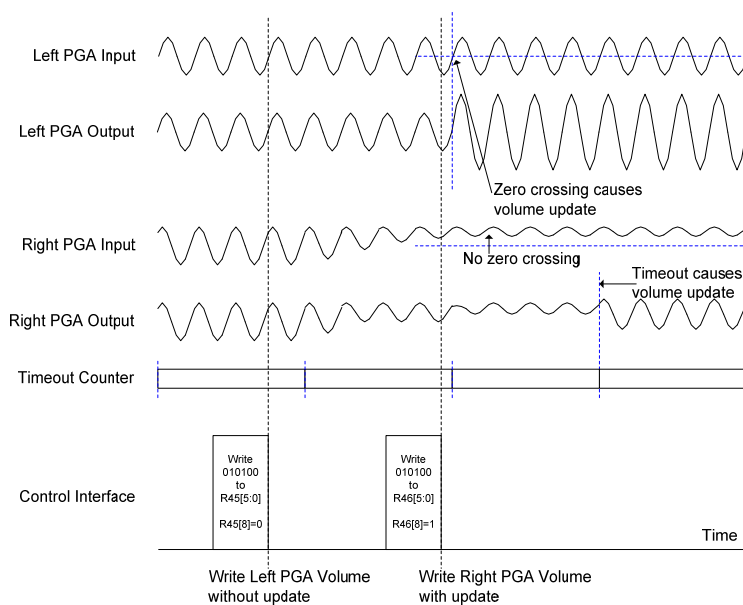 Left PGA Input
Left PGA Output
Zero crossing causes
volume update
Right PGA Input
No zero crossing
Timeout causes
volume update
Right PGA Output
Timeout Counter
Control Interface
Write
010100
to
R45[5:0]
R45[8]=0
Write
010100
to
R46[5:0]
R46[8]=1
Time
Write Left PGA Volume
without update
Write Right PGA Volume
with update